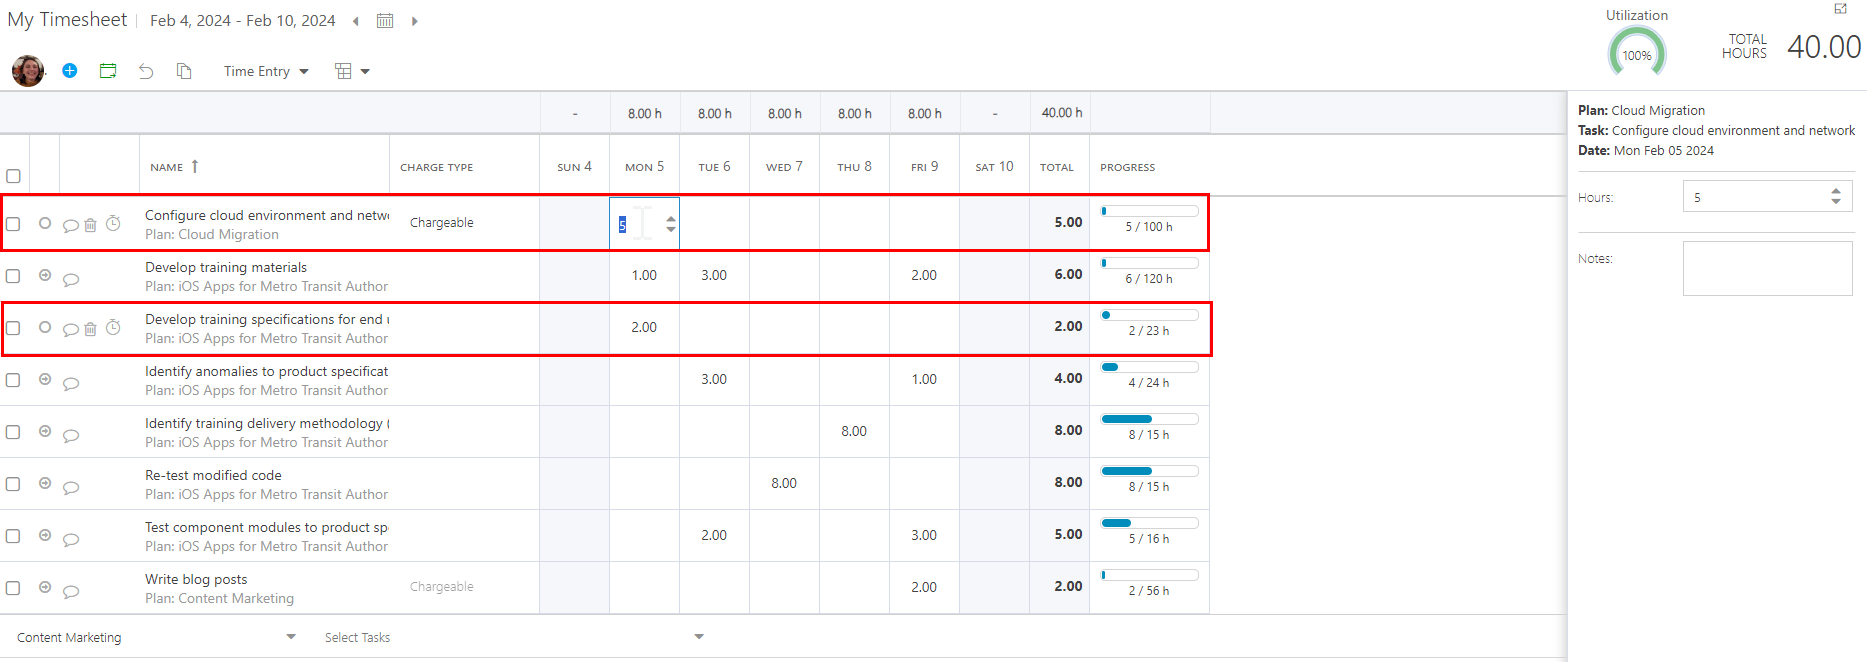 My Timesheet
Feb 4, 2024 - Feb 10, 2024
Utilization
100%
TOTAL HOURS 40.00
Time Entry
- 8.00 h 8.00 h 8.00 h 8.00 h 8.00 h - 40.00 h
NAME ↑ CHARGE TYPE SUN 4 MON 5 TUE 6 WED 7 THU 8 FRI 9 SAT 10 TOTAL PROGRESS
Configure cloud environment and netw Chargeable 5 5.00 5 / 100 h
Plan: Cloud Migration
Develop training materials 1.00 3.00 2.00 6.00 6 / 120 h
Plan: iOS Apps for Metro Transit Author
Develop training specifications for end 2.00 2.00 2 / 23 h
Plan: iOS Apps for Metro Transit Author
Identify anomalies to product specificat 3.00 1.00 4.00 4 / 24 h
Plan: iOS Apps for Metro Transit Author
Identify training delivery methodology ( 8.00 8.00 8 / 15 h
Plan: iOS Apps for Metro Transit Author
Re-test modified code 8.00 8.00 8 / 15 h
Plan: iOS Apps for Metro Transit Author
Test component modules to product sp 2.00 3.00 5.00 5 / 16 h
Plan: iOS Apps for Metro Transit Author
Write blog posts Chargeable 2.00 2.00 2 / 56 h
Plan: Content Marketing
Content Marketing Select Tasks
Plan: Cloud Migration
Task: Configure cloud environment and network
Date: Mon Feb 05 2024
Hours: 5
Notes: